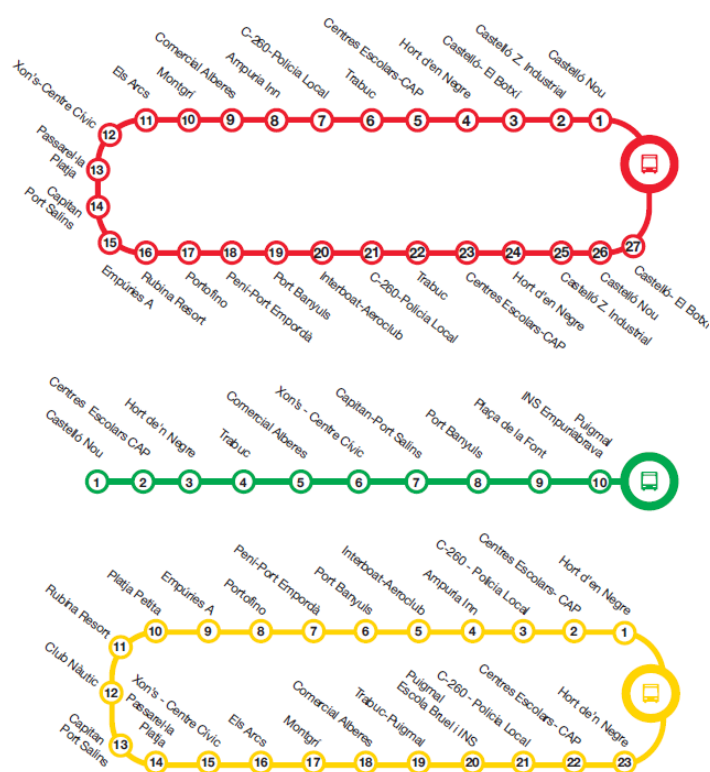 Castelló Nou
Castelló Z. Industrial
Castelló- El Botxí
Hort d'en Negre
Centres Escolars-CAP
Trabuc
C-260-Policia Local
Ampuria Inn
Comercial Alberes
Montgrí
Els Arcs
Xon's-Centre Cívic
Passarel·la
Platja
Capitan
Port Salins
Empúries A
Rubina Resort
Portofino
Peni-Port Empordà
Port Banyuls
Interboat-Aeroclub
C-260-Policia Local
Trabuc
Centres Escolars-CAP
Hort d'en Negre
Castelló Z. Industrial
Castelló Nou
Castelló- El Botxí
1
2
3
4
5
6
7
8
9
10
11
12
13
14
15
16
17
18
19
20
21
22
23
24
25
26
27
Castelló Nou
Centres Escolars CAP
Hort de'n Negre
Trabuc
Comercial Alberes
Xon's - Centre Cívic
Capitan-Port Salins
Port Banyuls
Plaça de la Font
INS Empuriabrava
Puigmal
1
2
3
4
5
6
7
8
9
10
Hort d'en Negre
Centres Escolars- CAP
C-260 - Policia Local
Ampuria Inn
Interboat-Aeroclub
Port Banyuls
Peni-Port Empordà
Portofino
Empúries A
Platja Petita
Rubina Resort
Club Nàutic
Capitan
Port Salins
Passarel·la
Platja
Xon's - Centre Cívic
Els Arcs
Montgrí
Comercial Alberes
Trabuc-Puigmal
Puigmal
Escola Bruel i INS
C-260 - Policia Local
Centres Escolars- CAP
Hort de'n Negre
1
2
3
4
5
6
7
8
9
10
11
12
13
14
15
16
17
18
19
20
21
22
23